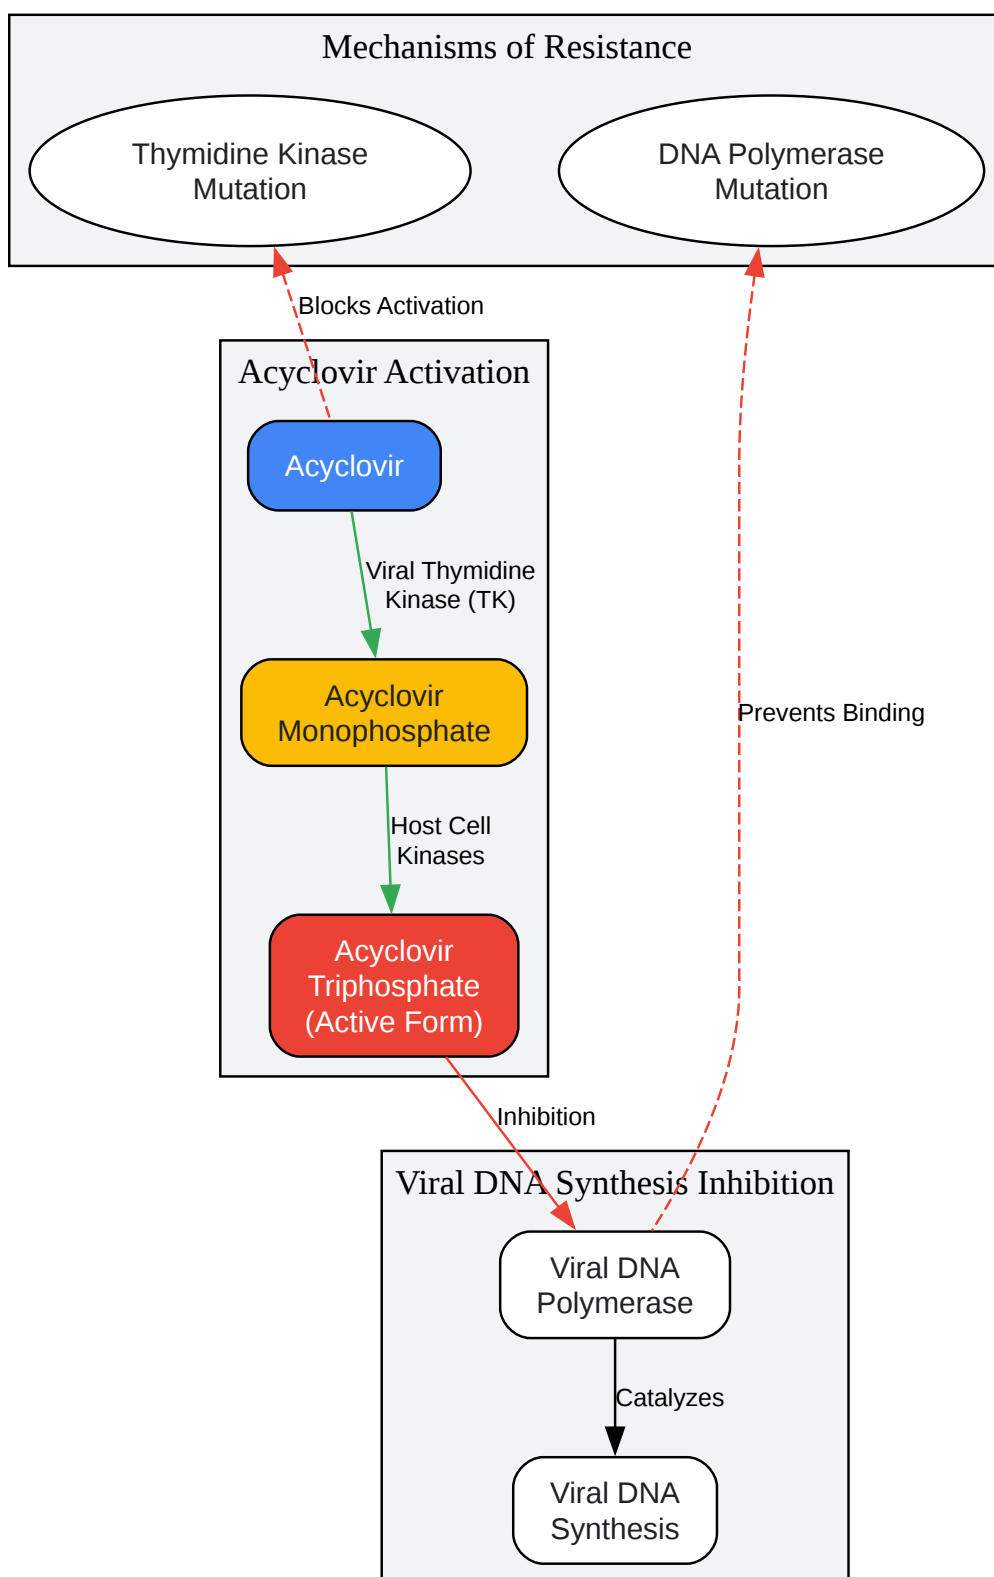 Mechanisms of Resistance
Thymidine Kinase
Mutation
DNA Polymerase
Mutation
Blocks Activation
Acyclovir Activation
Acyclovir
Viral Thymidine
Kinase (TK)
Acyclovir
Monophosphate
Prevents Binding
Host Cell
Kinases
Acyclovir
Triphosphate
(Active Form)
Inhibition
Viral DNA Synthesis Inhibition
Viral DNA
Polymerase
Catalyzes
Viral DNA
Synthesis